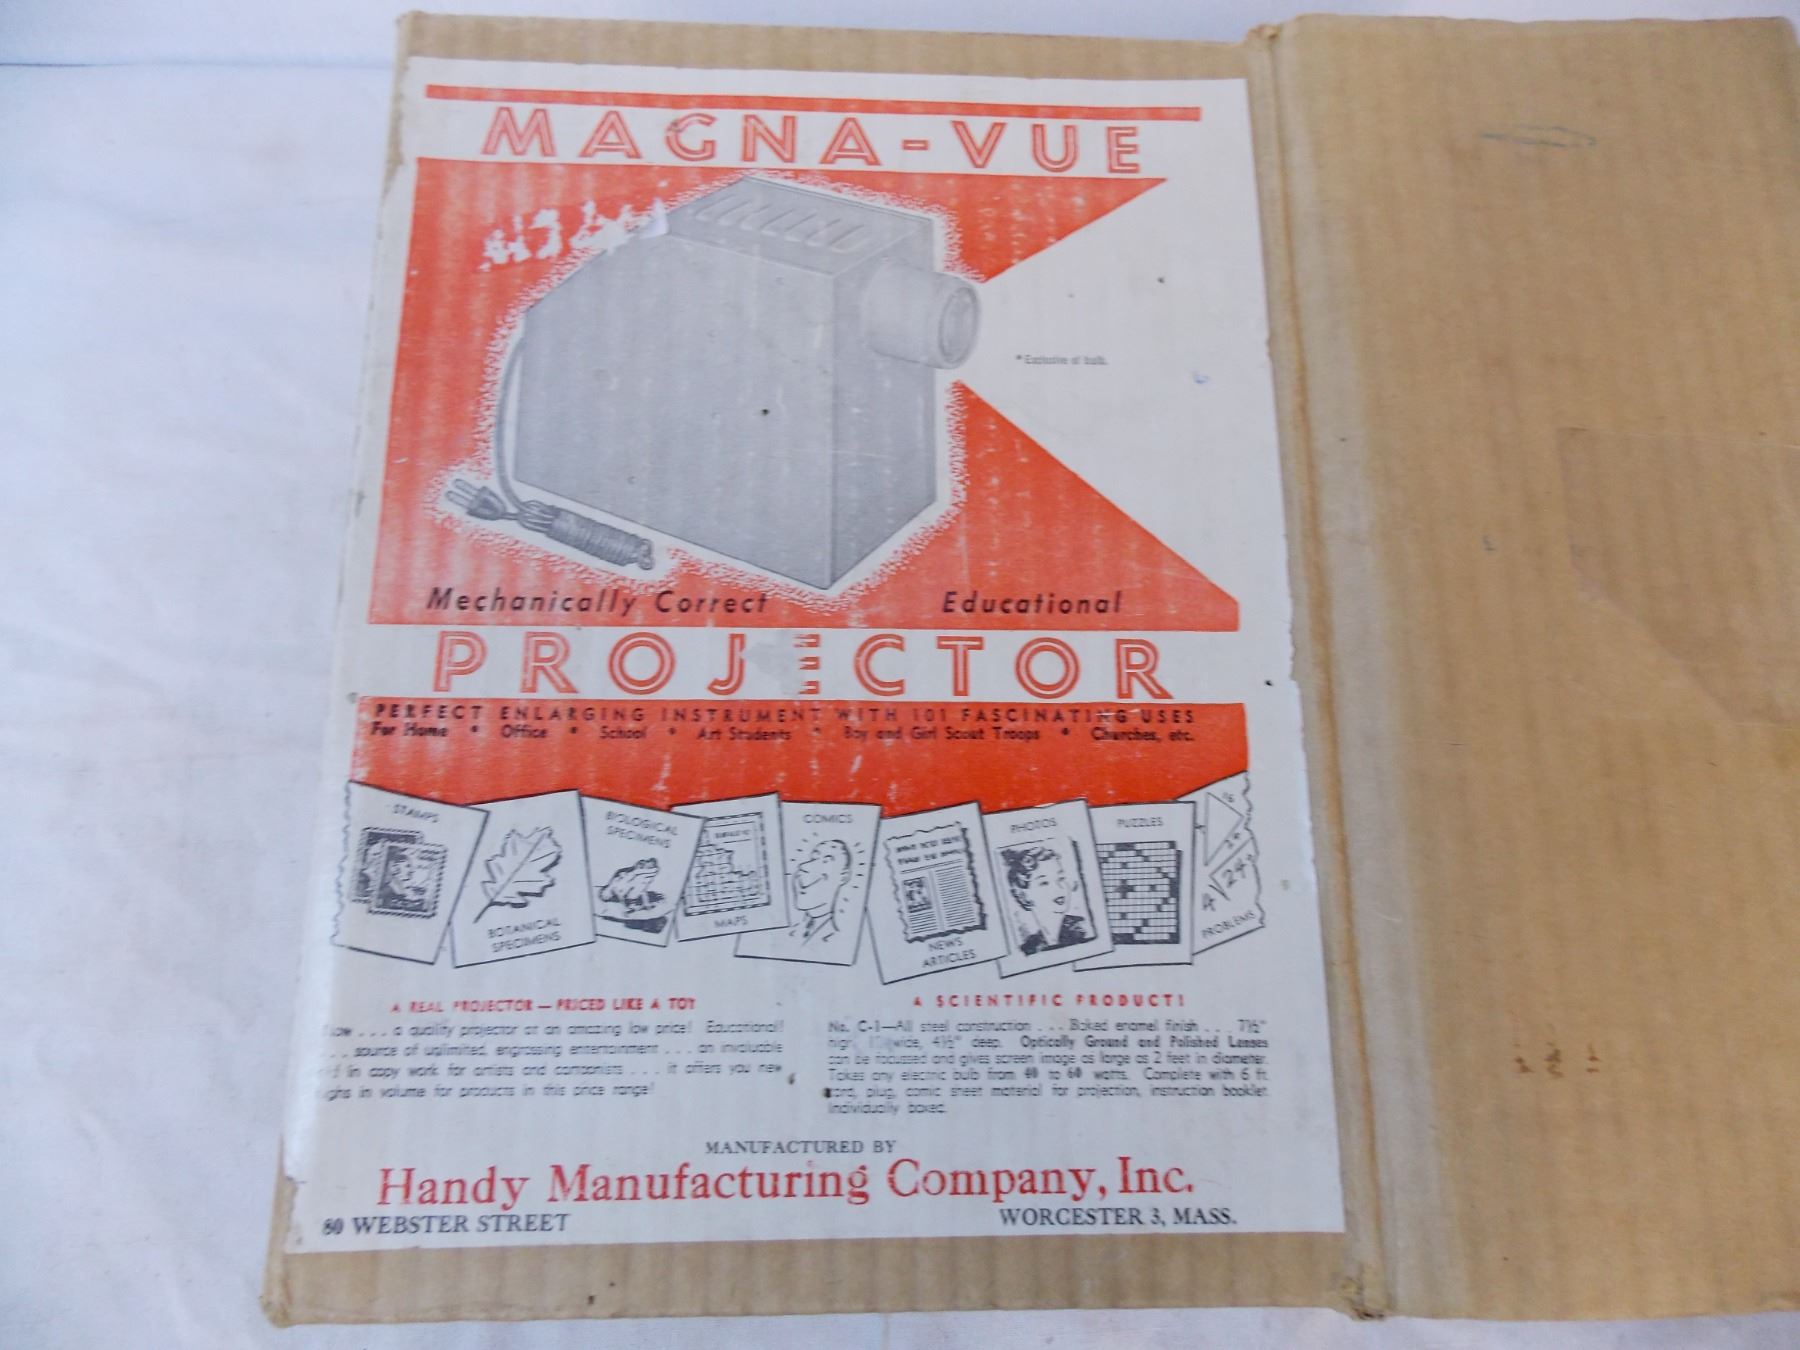 MAGNA-VUE
*Exclusive of bulb.
Mechanically Correct Educational
PROJECTOR
PERFECT ENLARGING INSTRUMENT WITH 101 FASCINATING USES
For Home * Office * School * Art Students * Boy and Girl Scout Troops * Churches, etc.
STAMPS
BOTANICAL
SPECIMENS
BIOLOGICAL
SPECIMENS
MAPS
COMICS
NEWS
ARTICLES
PHOTOS
PUZZLES
16
4/24
PROBLEMS
A REAL PROJECTOR — PRICED LIKE A TOY
. . . a quality projector at an amazing low price! Educational!
. . . source of unlimited, engrossing entertainment . . . an invaluable
in copy work for artists and cartoonists . . . it offers you new
in volume for products in this price range!
A SCIENTIFIC PRODUCT!
No. C-1—All steel construction . . . Baked enamel finish . . . 7½"
high, wide, 4½" deep. Optically Ground and Polished Lenses
can be focussed and gives screen image as large as 2 feet in diameter.
Takes any electric bulb from 40 to 60 watts. Complete with 6 ft.
cord, plug, comic sheet material for projection, instruction booklet.
Individually boxed.
MANUFACTURED BY
Handy Manufacturing Company, Inc.
80 WEBSTER STREET WORCESTER 3, MASS.